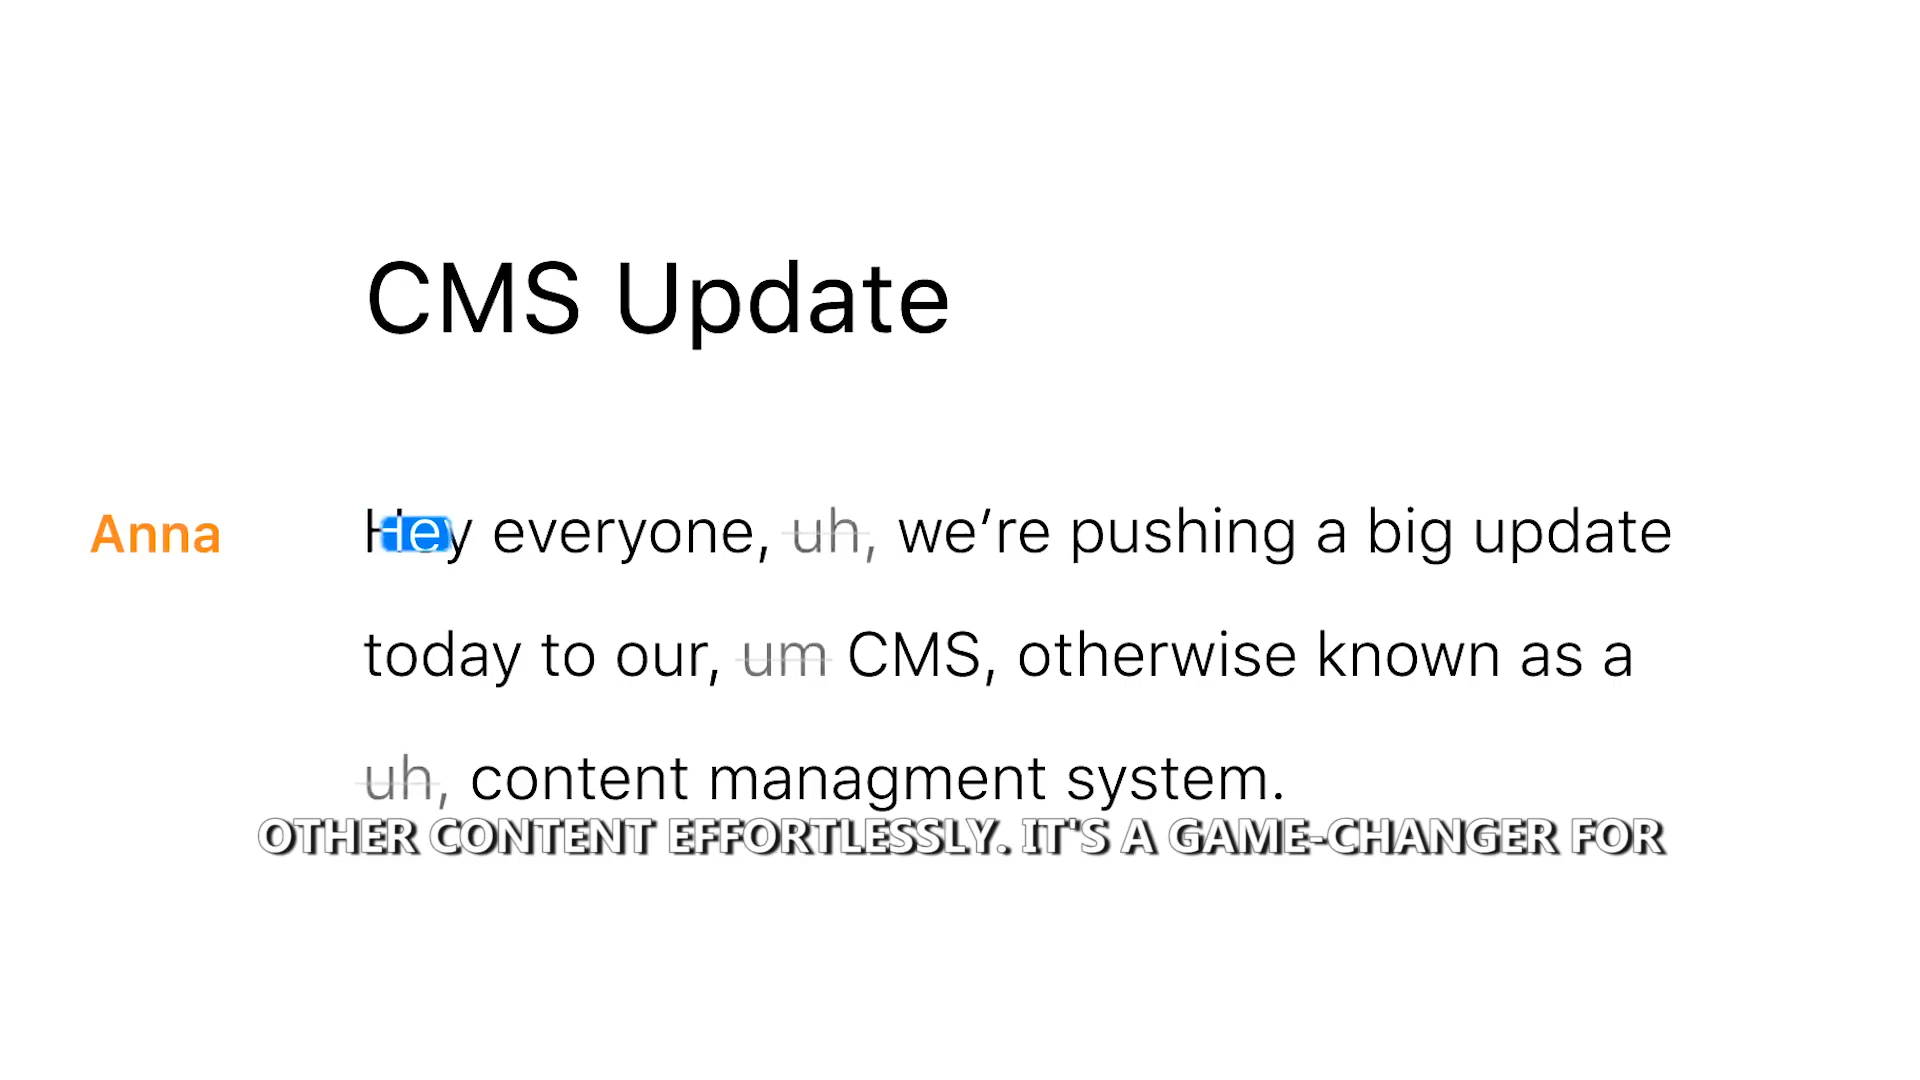 CMS Update
Anna
Hey everyone, uh, we’re pushing a big update
today to our, um CMS, otherwise known as a
uh, content managment system.
OTHER CONTENT EFFORTLESSLY. IT'S A GAME-CHANGER FOR